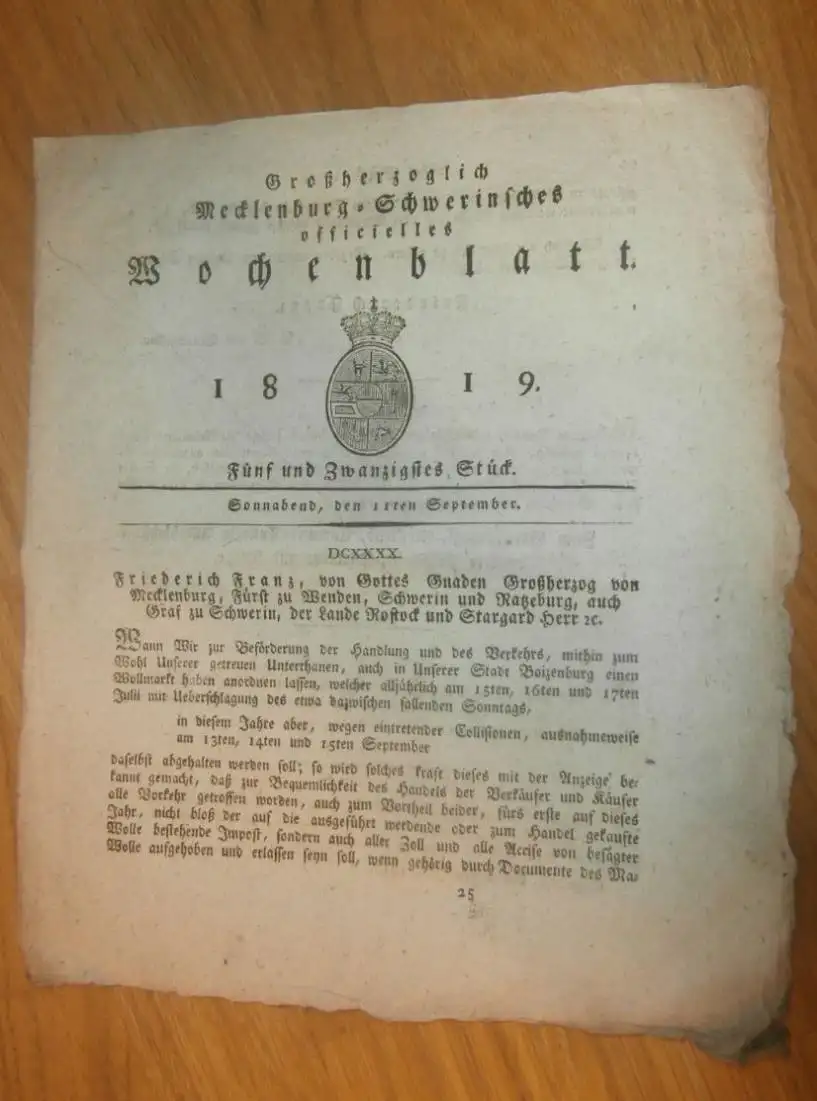 Großherzoglich
Mecklenburg-Schwerinsches
officielles
Wochenblatt.
1819.
Fünf und Zwanzigstes Stück.
Sonnabend, den 11ten September.
DCXXXX.
Friederich Franz, von Gottes Gnaden Großherzog von
Mecklenburg, Fürst zu Wenden, Schwerin und Ratzeburg, auch
Graf zu Schwerin, der Lande Rostock und Stargard Herr ꝛc.
Wann Wir zur Beförderung der Handlung und des Verkehrs, mithin zum
Wohl Unserer getreuen Unterthanen, auch in Unserer Stadt Boizenburg einen
Wollmarkt haben anordnen lassen, welcher alljährlich am 15ten, 16ten und 17ten
Julii mit Ueberschlagung des etwa dazwischen fallenden Sonntags,
in diesem Jahre aber, wegen eintretender Collisionen, ausnahmeweise
am 13ten, 14ten und 15ten September
daselbst abgehalten werden soll; so wird solches kraft dieses mit der Anzeige be-
kannt gemacht, daß zur Bequemlichkeit des Handels der Verkäufer und Käufer
alle Vorkehr getroffen worden, auch zum Vortheil beider, fürs erste auf dieses
Jahr, nicht bloß der auf die ausgeführt werdende oder zum Handel gekaufte
Wolle bestehende Impost, sondern auch aller Zoll und alle Accise von besagter
Wolle aufgehoben und erlassen seyn soll, wenn gehörig durch Documente des Ma-
25